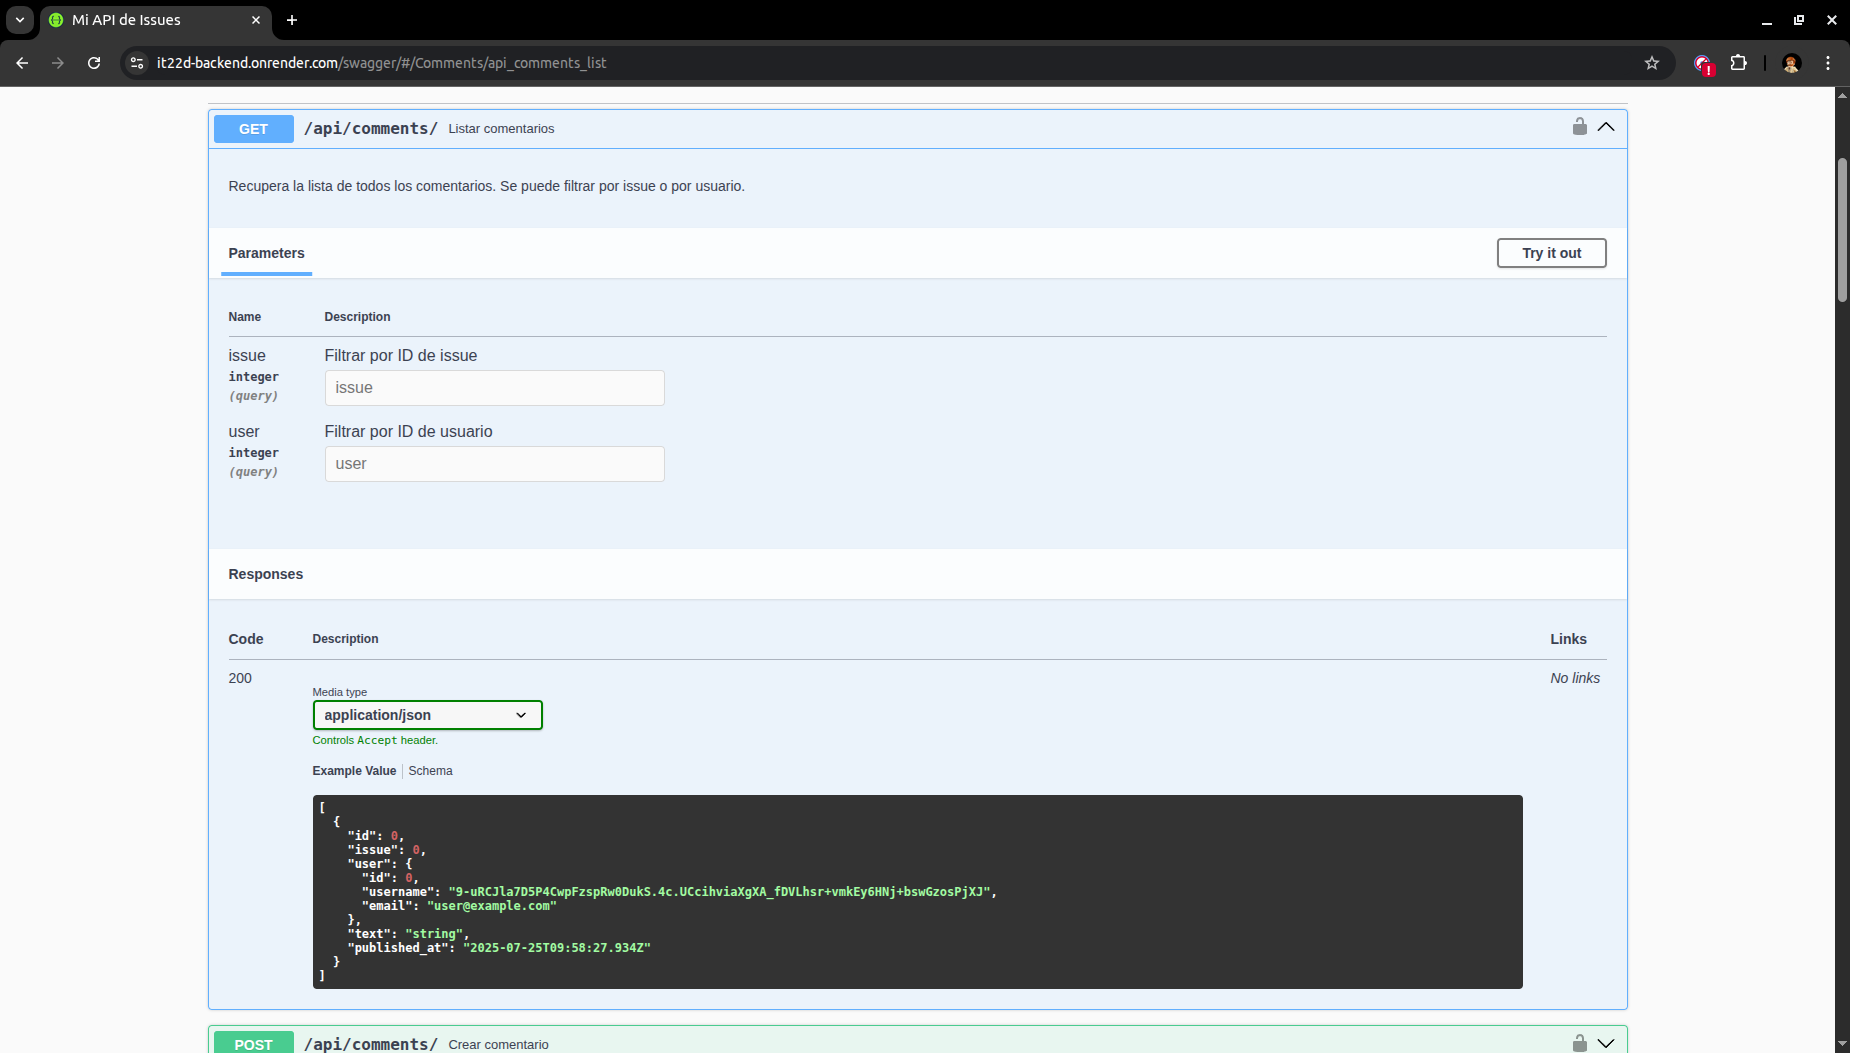 Mi API de Issues
it22d-backend.onrender.com/swagger/#/Comments/api_comments_list
GET /api/comments/ Listar comentarios
Recupera la lista de todos los comentarios. Se puede filtrar por issue o por usuario.
Parameters Try it out
Name Description
issue Filtrar por ID de issue
integer issue
(query)
user Filtrar por ID de usuario
integer user
(query)
Responses
Code Description Links
200 No links
Media type
application/json
Controls Accept header.
Example Value Schema
[
{
"id": 0,
"issue": 0,
"user": {
"id": 0,
"username": "9-uRCJla7D5P4CwpFzspRw0DukS.4c.UCcihviaXgXA_fDVLhsr+vmkEy6HNj+bswGzosPjXJ",
"email": "user@example.com"
},
"text": "string",
"published_at": "2025-07-25T09:58:27.934Z"
}
]
POST /api/comments/ Crear comentario